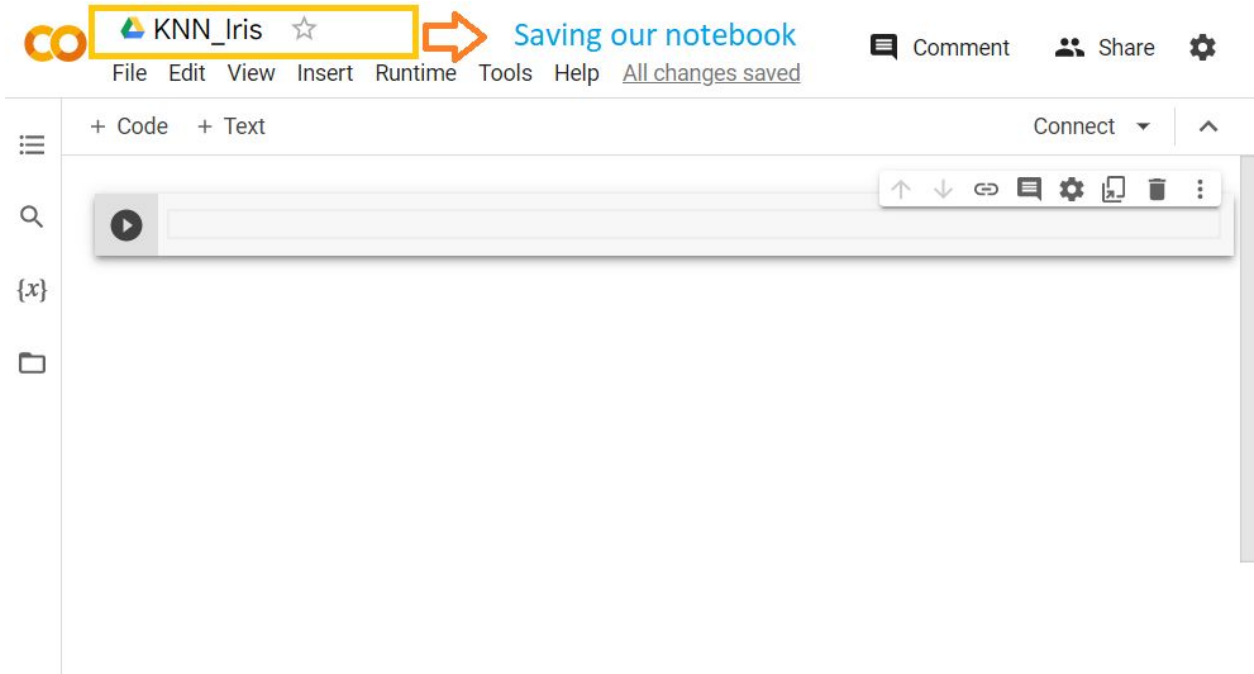 CO KNN_Iris Saving our notebook Comment Share
File Edit View Insert Runtime Tools Help All changes saved
+ Code + Text Connect
{x}